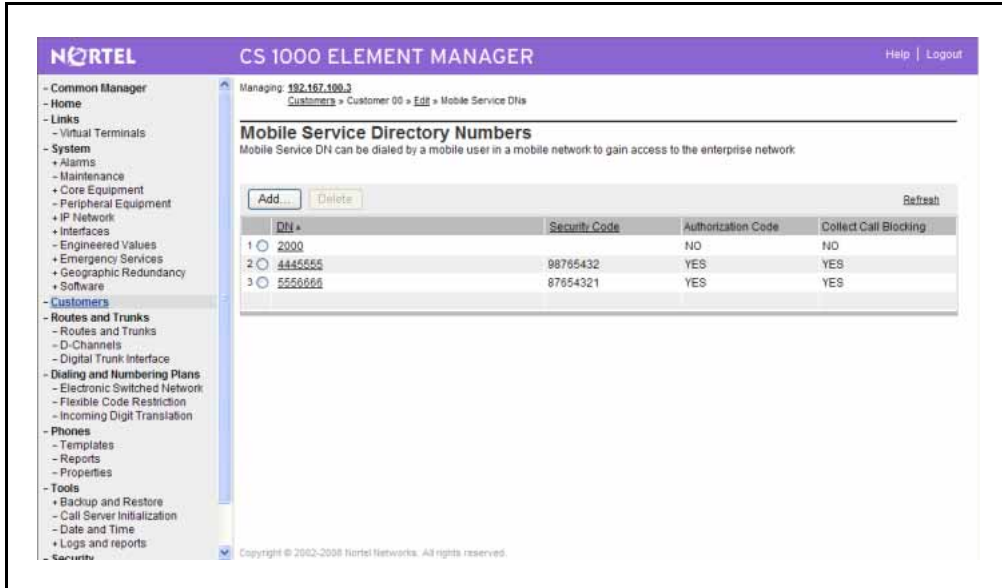 NORTEL
CS 1000 ELEMENT MANAGER
Help | Logout
- Common Manager
- Home
- Links
- Virtual Terminals
- System
+ Alarms
- Maintenance
+ Core Equipment
- Peripheral Equipment
+ IP Network
+ Interfaces
- Engineered Values
+ Emergency Services
+ Geographic Redundancy
+ Software
- Customers
- Routes and Trunks
- Routes and Trunks
- D-Channels
- Digital Trunk Interface
- Dialing and Numbering Plans
- Electronic Switched Network
- Flexible Code Restriction
- Incoming Digit Translation
- Phones
- Templates
- Reports
- Properties
- Tools
+ Backup and Restore
- Call Server Initialization
- Date and Time
+ Logs and reports
- Security
Managing: 192.167.100.3
Customers » Customer 00 » Edit » Mobile Service DNs
Mobile Service Directory Numbers
Mobile Service DN can be dialed by a mobile user in a mobile network to gain access to the enterprise network
Add... Delete Refresh
DN Security Code Authorization Code Collect Call Blocking
1 2000 NO NO
2 4445555 98765432 YES YES
3 5556666 87654321 YES YES
Copyright © 2002-2008 Nortel Networks. All rights reserved.